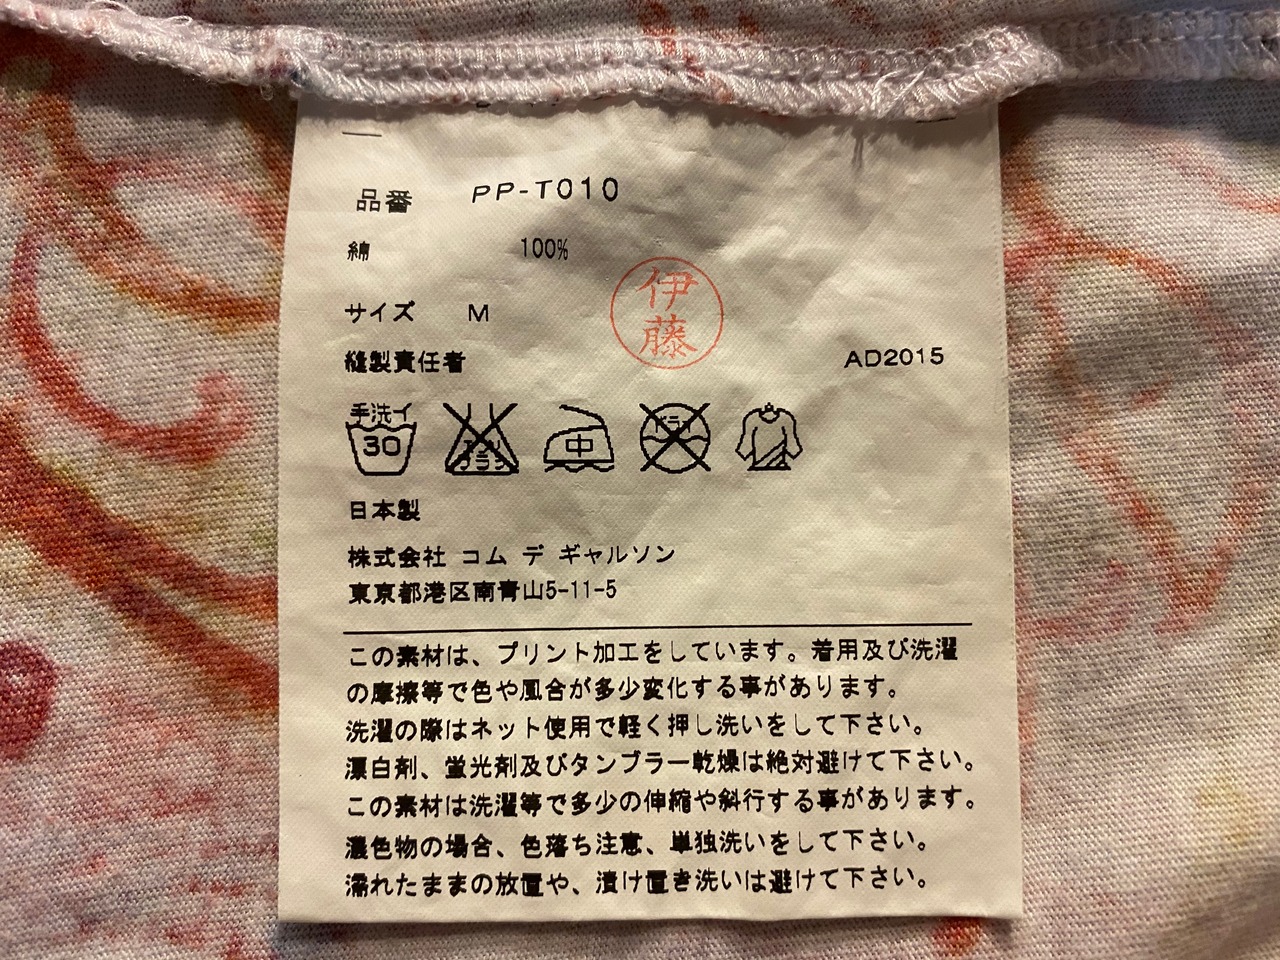 品番 PP-T010
綿 100%
サイズ M
伊藤
縫製責任者 AD2015
手洗イ 30 エンソ サラシ 中 ドライ
日本製
株式会社 コム デ ギャルソン
東京都港区南青山5-11-5
この素材は、プリント加工をしています。着用及び洗濯
の摩擦等で色や風合が多少変化する事があります。
洗濯の際はネット使用で軽く押し洗いをして下さい。
漂白剤、蛍光剤及びタンブラー乾燥は絶対避けて下さい。
この素材は洗濯等で多少の伸縮や斜行する事があります。
濃色物の場合、色落ち注意、単独洗いをして下さい。
濡れたままの放置や、漬け置き洗いは避けて下さい。